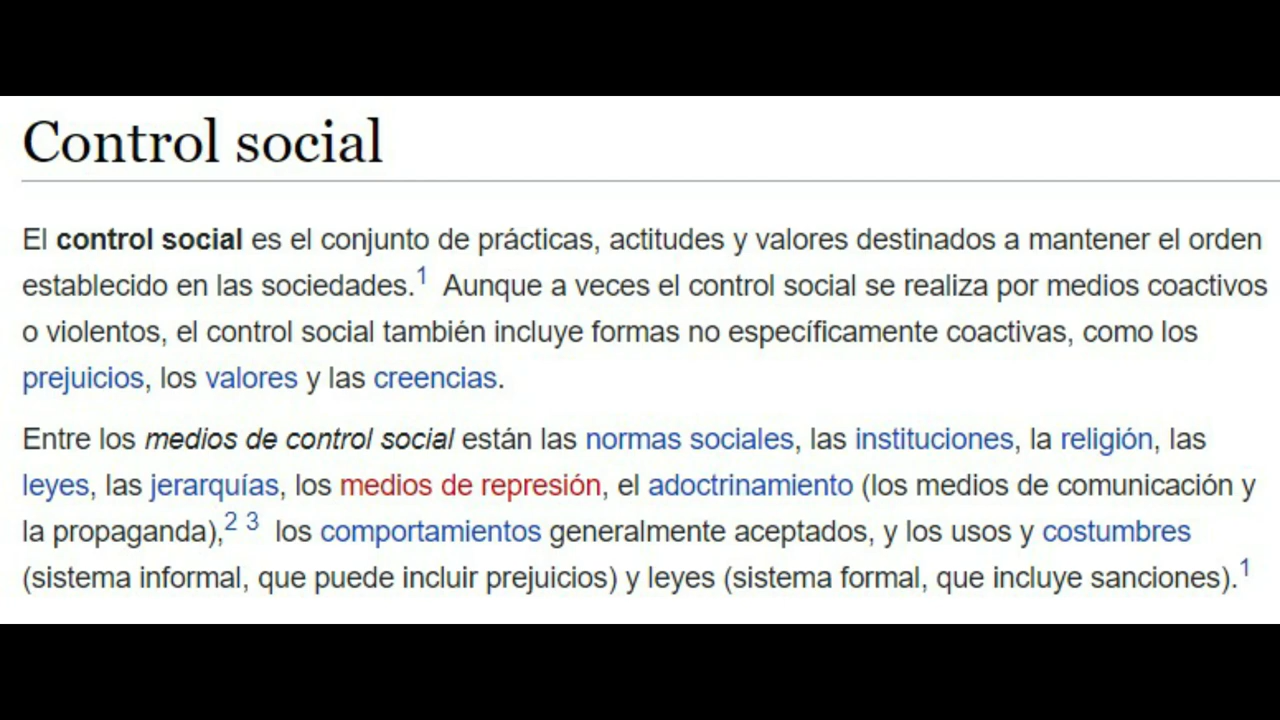 Control social
El control social es el conjunto de prácticas, actitudes y valores destinados a mantener el orden
establecido en las sociedades.1 Aunque a veces el control social se realiza por medios coactivos
o violentos, el control social también incluye formas no específicamente coactivas, como los
prejuicios, los valores y las creencias.
Entre los medios de control social están las normas sociales, las instituciones, la religión, las
leyes, las jerarquías, los medios de represión, el adoctrinamiento (los medios de comunicación y
la propaganda),2 3 los comportamientos generalmente aceptados, y los usos y costumbres
(sistema informal, que puede incluir prejuicios) y leyes (sistema formal, que incluye sanciones).1